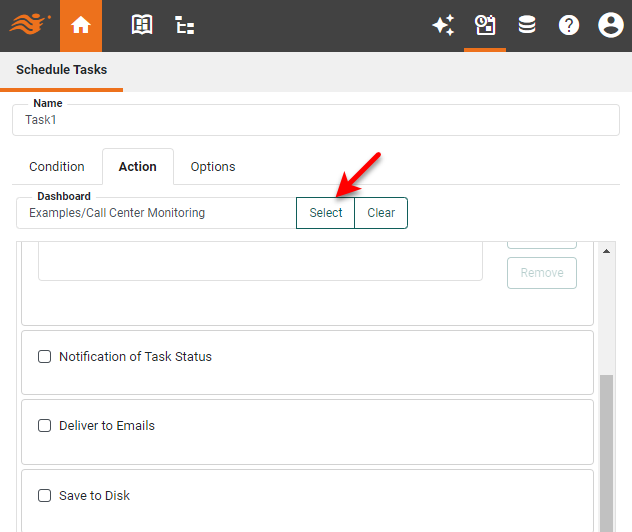 Schedule Tasks
Name
Task1
Condition
Action
Options
Dashboard
Examples/Call Center Monitoring
Select
Clear
Remove
Notification of Task Status
Deliver to Emails
Save to Disk